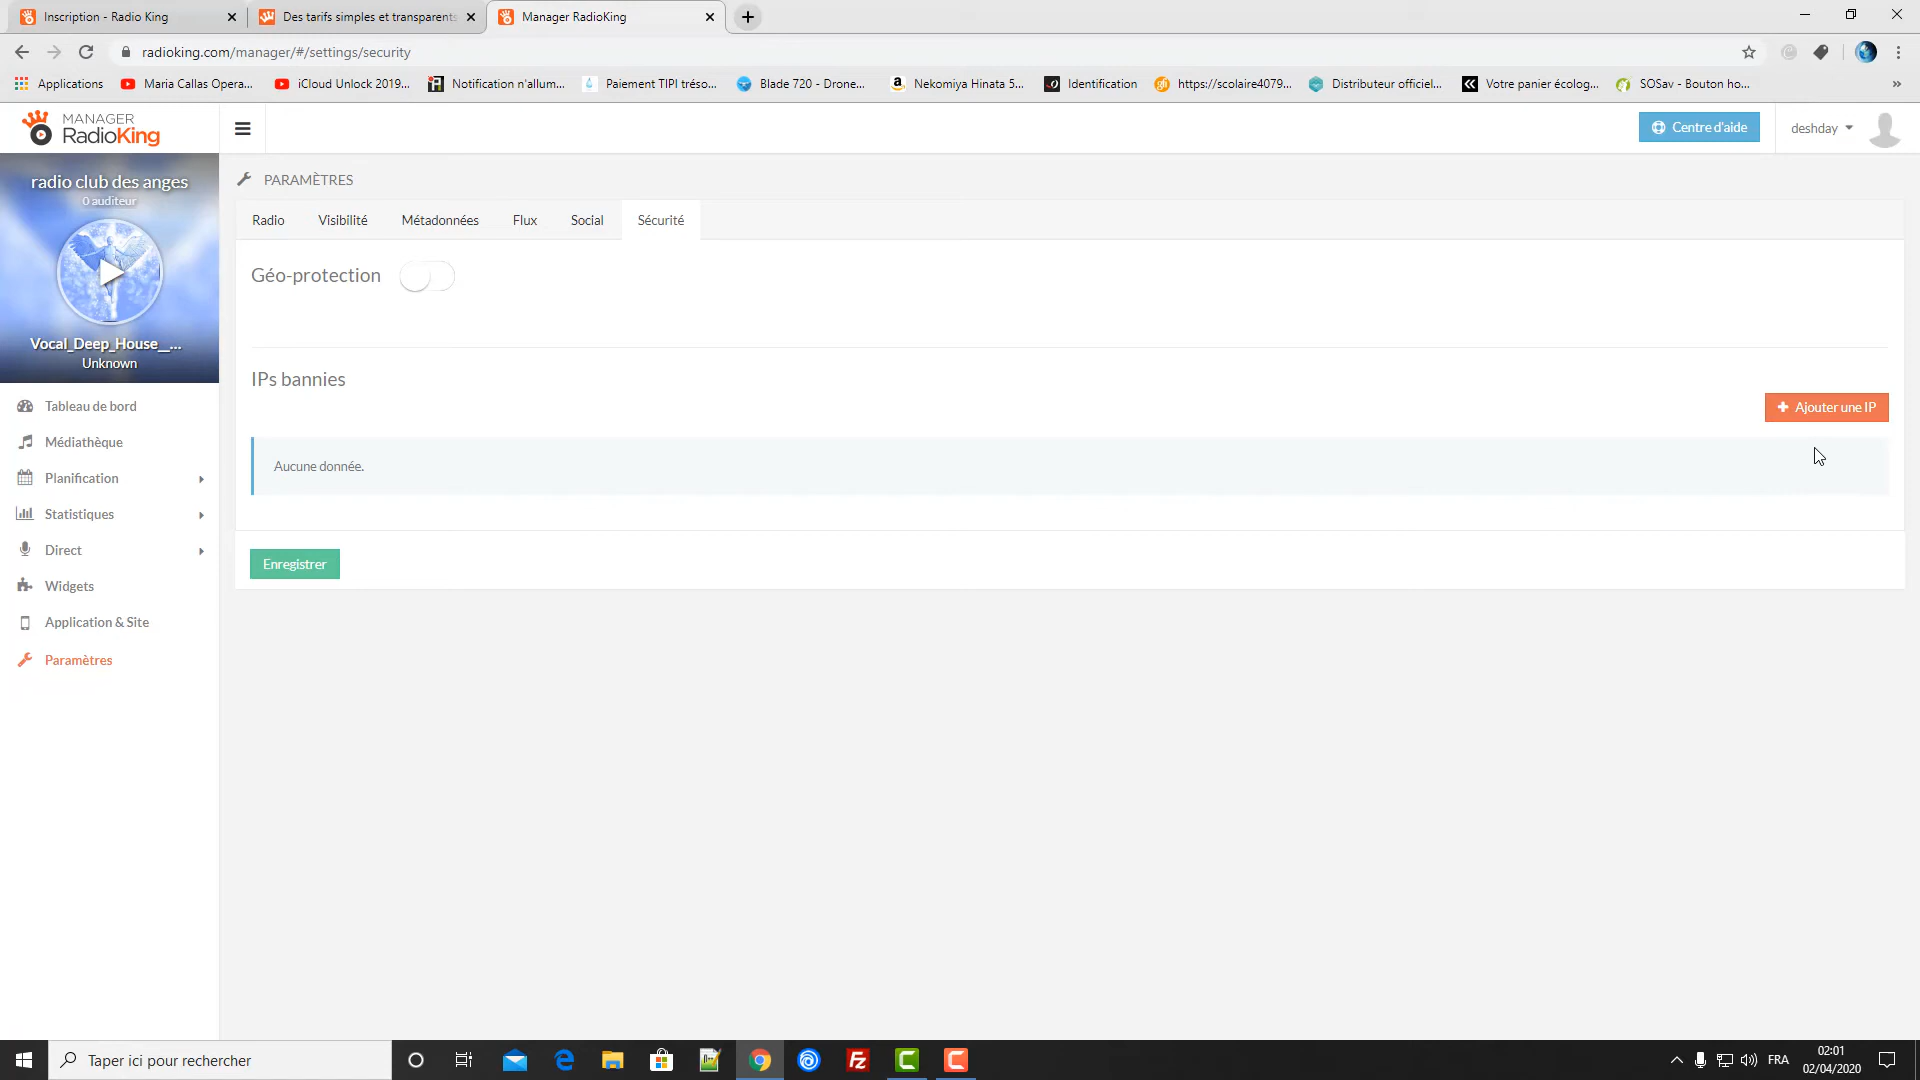 Inscription - Radio King
Des tarifs simples et transparents
Manager RadioKing
radioking.com/manager/#/settings/security
Applications
Maria Callas Opera...
iCloud Unlock 2019...
Notification n'allum...
Paiement TIPI tréso...
Blade 720 - Drone...
Nekomiya Hinata 5...
Identification
https://scolaire4079...
Distributeur officiel...
Votre panier écolog...
SOSav - Bouton ho...
»
MANAGER
RadioKing
Centre d'aide
deshday
radio club des anges
0 auditeur
Vocal_Deep_House__...
Unknown
Tableau de bord
Médiathèque
Planification
Statistiques
Direct
Widgets
Application & Site
Paramètres
PARAMÈTRES
Radio
Visibilité
Métadonnées
Flux
Social
Sécurité
Géo-protection
IPs bannies
Ajouter une IP
Aucune donnée.
Enregistrer
Taper ici pour rechercher
FRA
02:01
02/04/2020